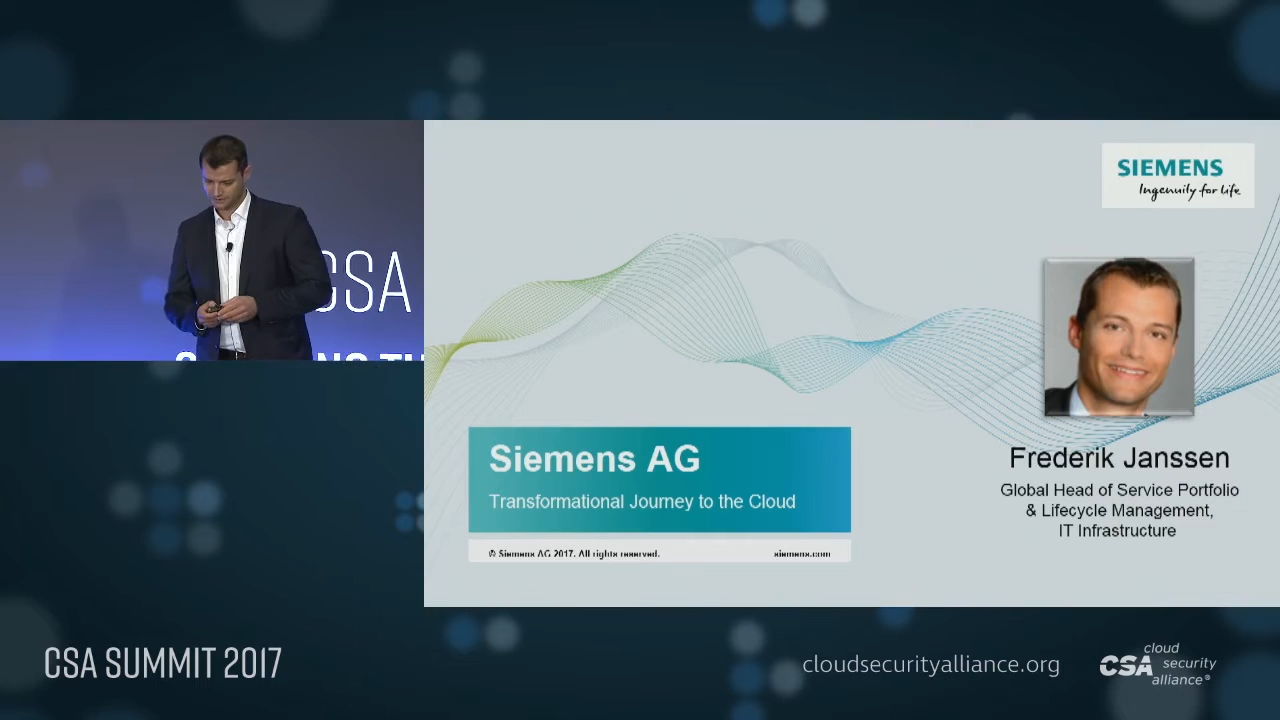 CSA
SIEMENS
Ingenuity for life
Siemens AG
Transformational Journey to the Cloud
© Siemens AG 2017. All rights reserved.
siemens.com
Frederik Janssen
Global Head of Service Portfolio
& Lifecycle Management,
IT Infrastructure
CSA SUMMIT 2017
cloudsecurityalliance.org
CSA cloud
security
alliance®